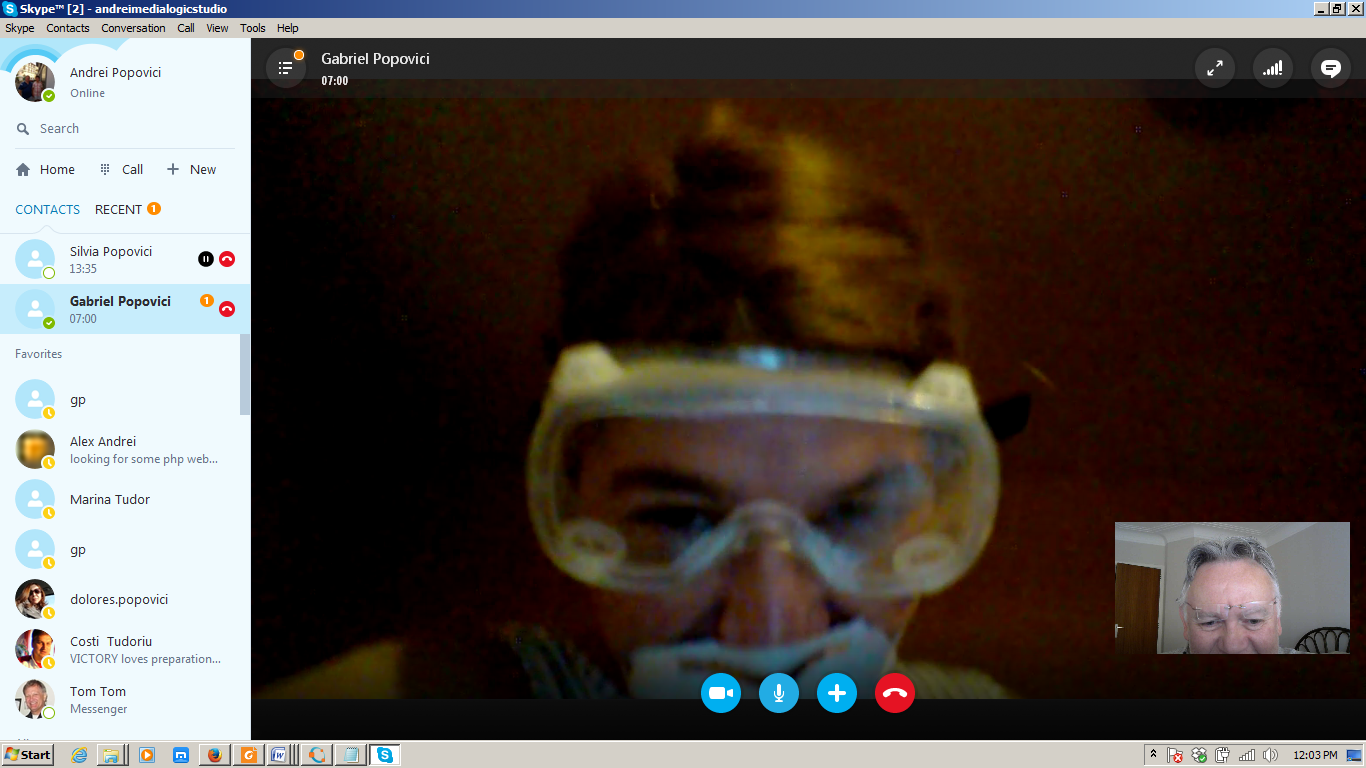 Skype™ [2] - andreimedialogicstudio
Skype Contacts Conversation Call View Tools Help
Andrei Popovici
Online
Search
Home Call New
CONTACTS RECENT 1
Silvia Popovici
13:35
Gabriel Popovici 1
07:00
Favorites
gp
Alex Andrei
looking for some php web...
Marina Tudor
gp
dolores.popovici
Costi Tudoriu
VICTORY loves preparation...
Tom Tom
Messenger
Gabriel Popovici
07:00
Start
12:03 PM